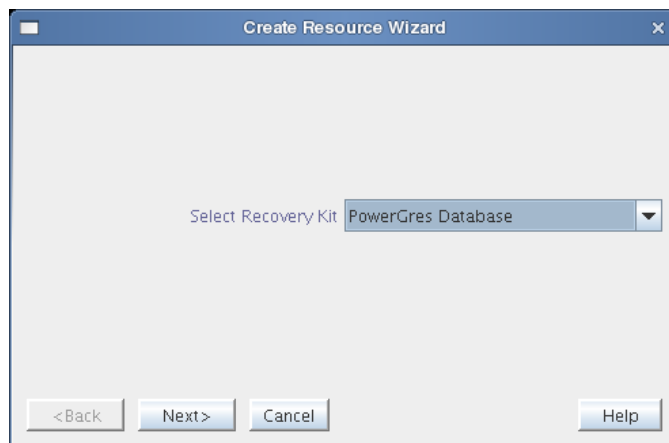 Create Resource Wizard
Select Recovery Kit PowerGres Database
<Back Next> Cancel Help